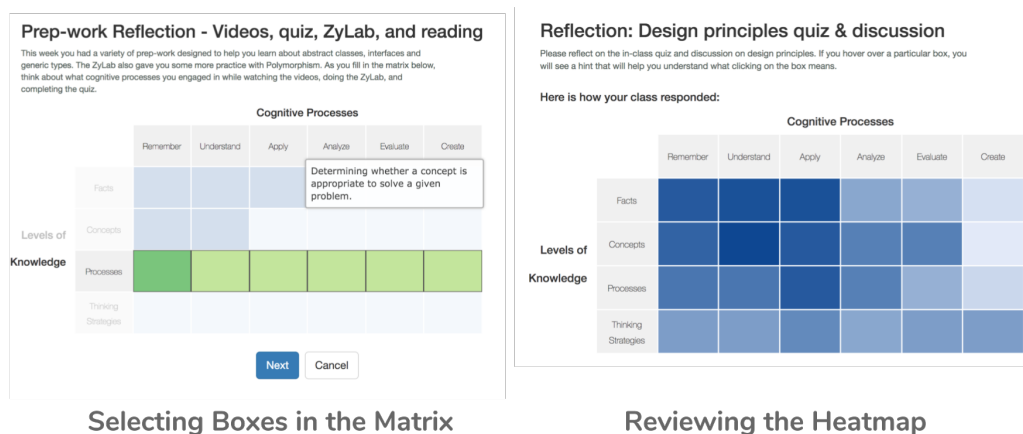 Prep-work Reflection - Videos, quiz, ZyLab, and reading
This week you had a variety of prep-work designed to help you learn about abstract classes, interfaces and
generic types. The ZyLab also gave you some more practice with Polymorphism. As you fill in the matrix below,
think about what cognitive processes you engaged in while watching the videos, doing the ZyLab, and
completing the quiz.
Cognitive Processes
Remember Understand Apply Analyze Evaluate Create
Determining whether a concept is
appropriate to solve a given
problem.
Facts
Concepts
Levels of
Knowledge
Processes
Thinking
Strategies
Next Cancel
Selecting Boxes in the Matrix
Reflection: Design principles quiz & discussion
Please reflect on the in-class quiz and discussion on design principles. If you hover over a particular box, you
will see a hint that will help you understand what clicking on the box means.
Here is how your class responded:
Cognitive Processes
Remember Understand Apply Analyze Evaluate Create
Facts
Concepts
Levels of
Knowledge
Processes
Thinking
Strategies
Reviewing the Heatmap